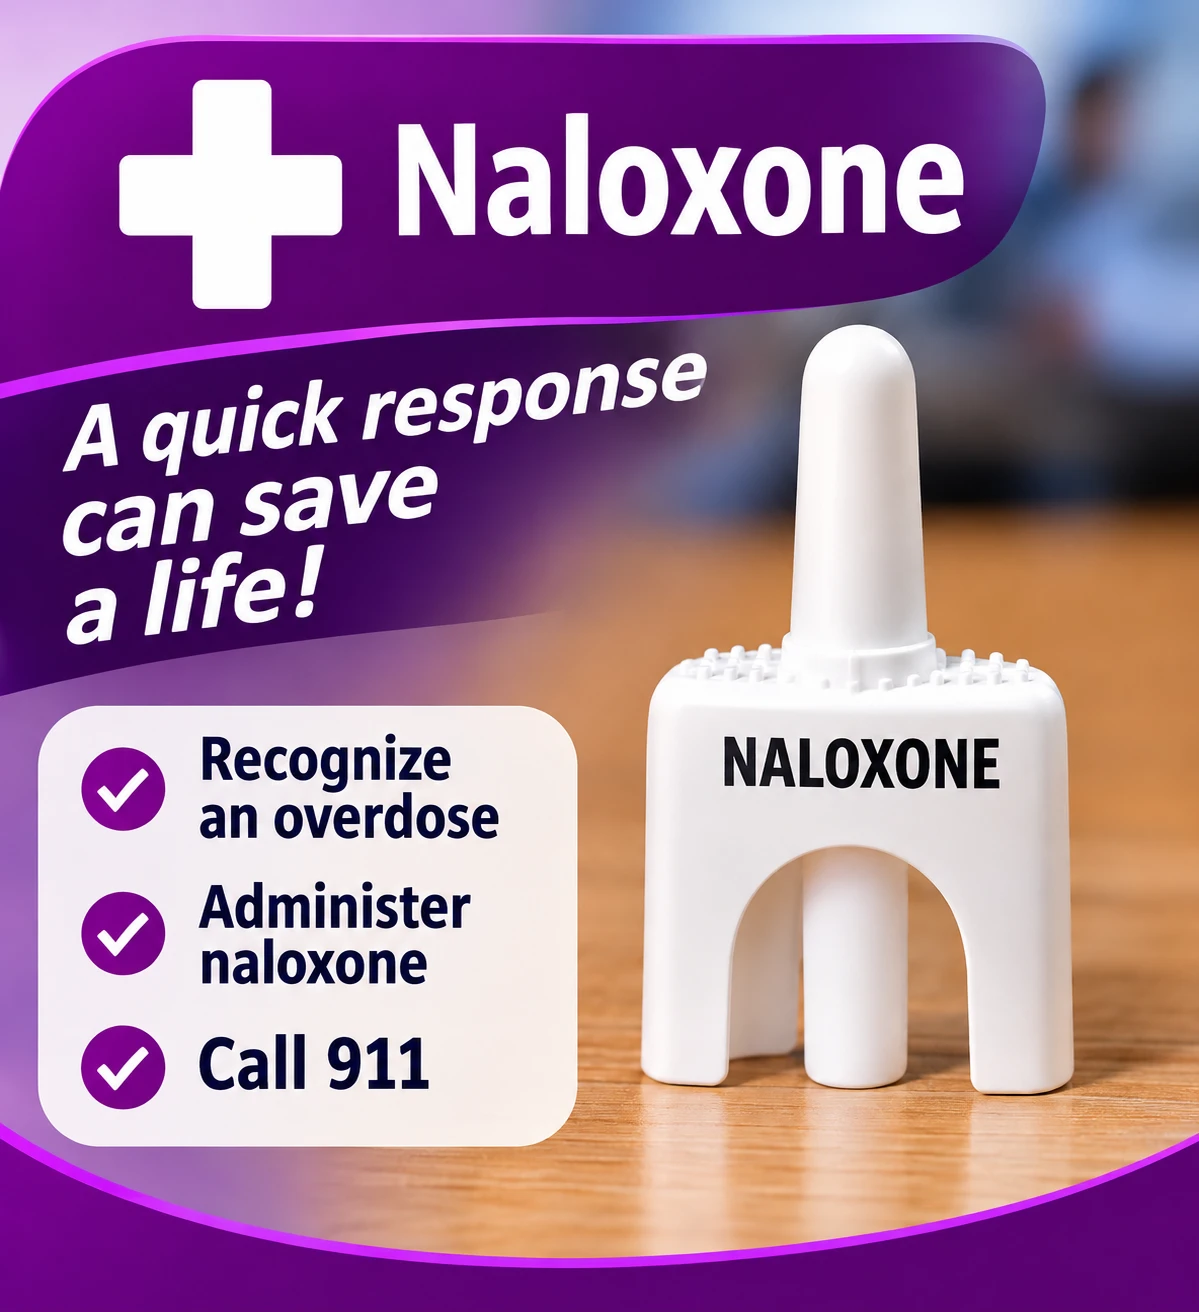 Naloxone
A quick response
can save
a life!
Recognize
an overdose
Administer
naloxone
Call 911
NALOXONE